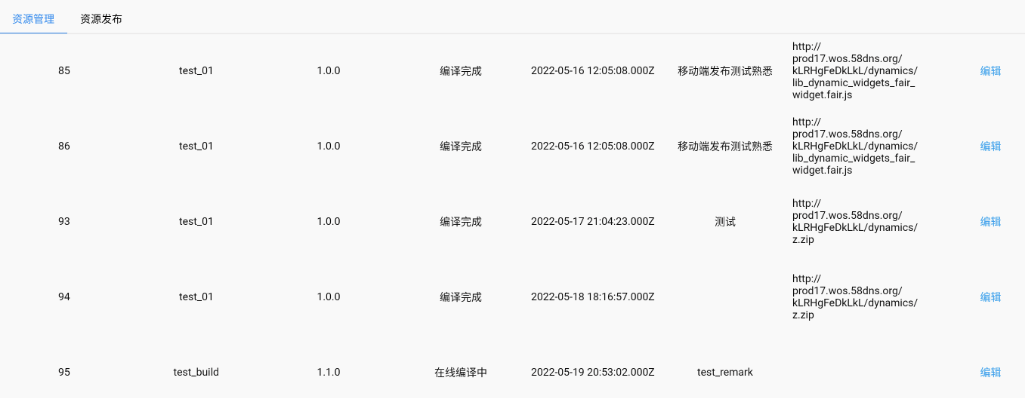 资源管理 资源发布
85 test_01 1.0.0 编译完成 2022-05-16 12:05:08.000Z 移动端发布测试熟悉 http://
prod17.wos.58dns.org/
kLRHgFeDkLkL/dynamics/
lib_dynamic_widgets_fair_
widget.fair.js
编辑
86 test_01 1.0.0 编译完成 2022-05-16 12:05:08.000Z 移动端发布测试熟悉 http://
prod17.wos.58dns.org/
kLRHgFeDkLkL/dynamics/
lib_dynamic_widgets_fair_
widget.fair.js
编辑
93 test_01 1.0.0 编译完成 2022-05-17 21:04:23.000Z 测试 http://
prod17.wos.58dns.org/
kLRHgFeDkLkL/dynamics/
z.zip
编辑
94 test_01 1.0.0 编译完成 2022-05-18 18:16:57.000Z http://
prod17.wos.58dns.org/
kLRHgFeDkLkL/dynamics/
z.zip
编辑
95 test_build 1.1.0 在线编译中 2022-05-19 20:53:02.000Z test_remark 编辑